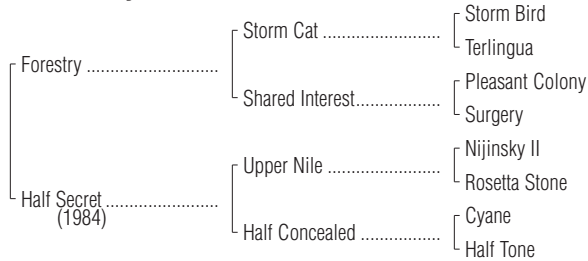 Storm Bird
Storm Cat ......................
Terlingua
Forestry .........................
Pleasant Colony
Shared Interest................
Surgery
Nijinsky II
Upper Nile .....................
Rosetta Stone
Half Secret .....................
(1984)
Cyane
Half Concealed ...............
Half Tone